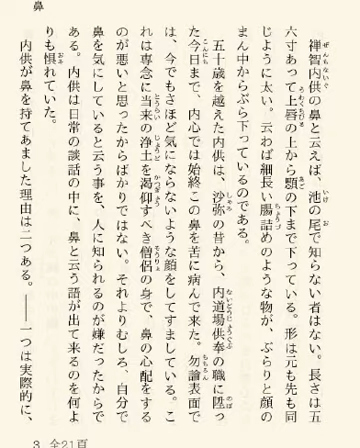 鼻
禅智内供の鼻と云えば、池の尾で知らない者はない。長さは五
六寸あって上唇の上から顋の下まで下っている。形は元も先も同
じように太い。云わば細長い腸詰めのような物が、ぶらりと顔の
まん中からぶら下っているのである。
五十歳を越えた内供は、沙弥の昔から、内道場供奉の職に陞っ
た今日まで、内心では始終この鼻を苦に病んで来た。勿論表面で
は、今でもさほど気にならないような顔をしてすましている。こ
れは専念に当来の浄土を渇仰すべき僧侶の身で、鼻の心配をする
のが悪いと思ったからばかりではない。それよりむしろ、自分で
鼻を気にしていると云う事を、人に知られるのが嫌だったからで
ある。内供は日常の談話の中に、鼻と云う語が出て来るのを何よ
りも惧れていた。
内供が鼻を持てあました理由は二つある。――一つは実際的に、
3 全21頁